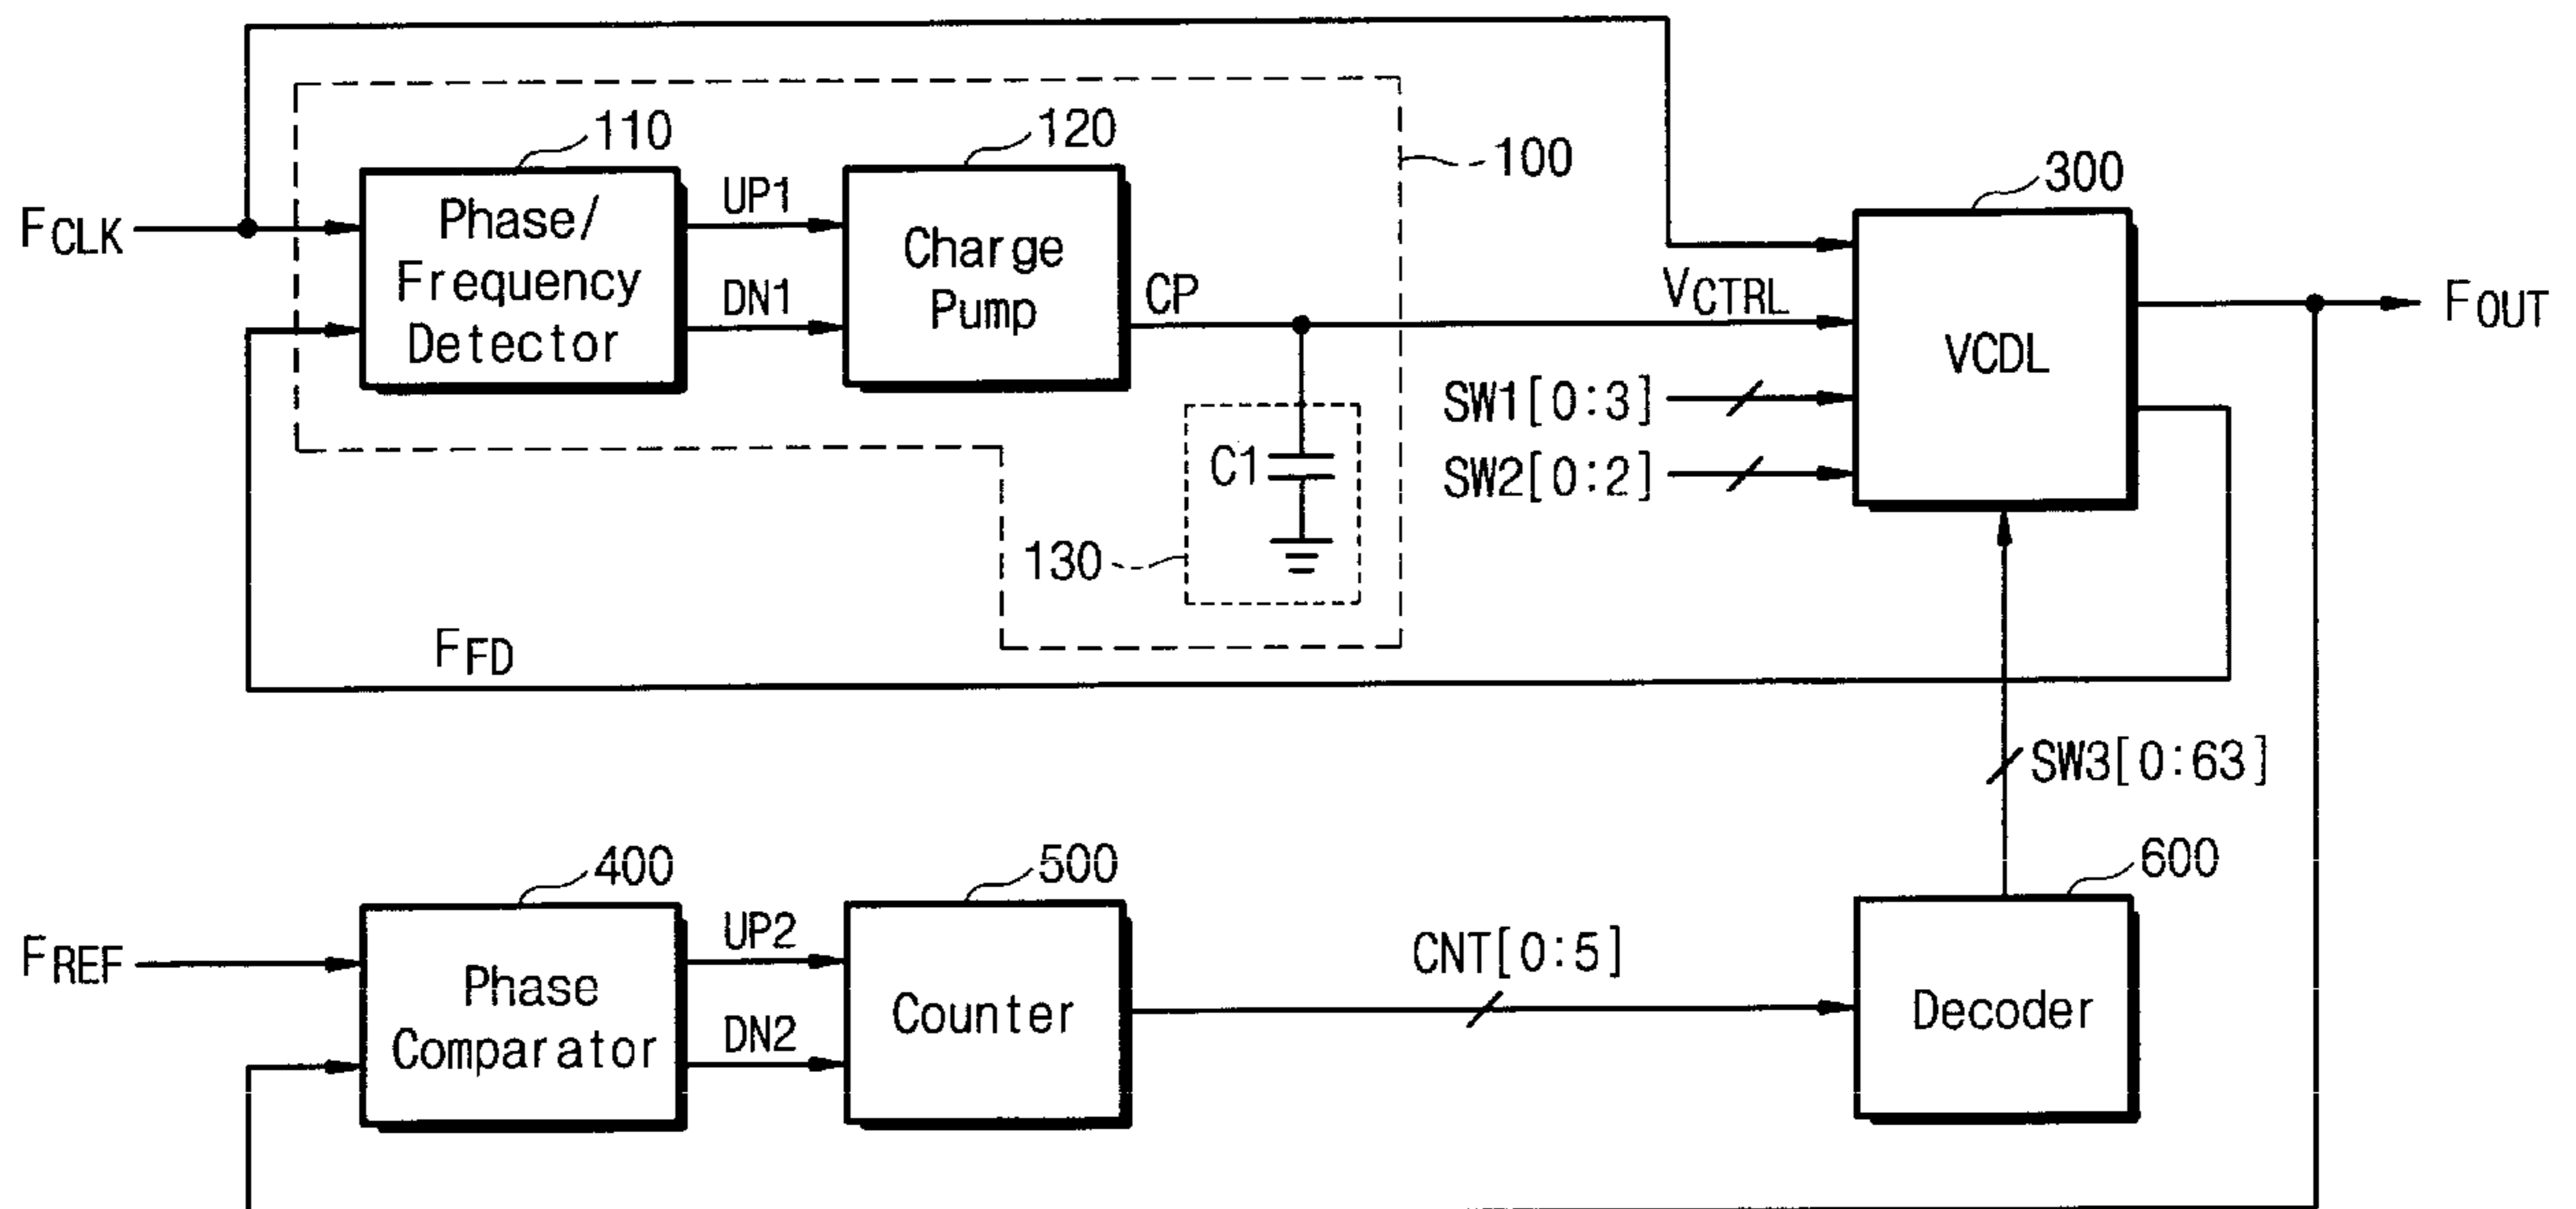 110
120
100
300
FCLK
Phase/
Frequency
Detector
UP1
DN1
Charge
Pump
CP
VCTRL
SW1[0:3]
SW2[0:2]
VCDL
FOUT
C1
130
FFD
SW3[0:63]
400
500
600
FREF
Phase
Comparator
UP2
DN2
Counter
CNT[0:5]
Decoder